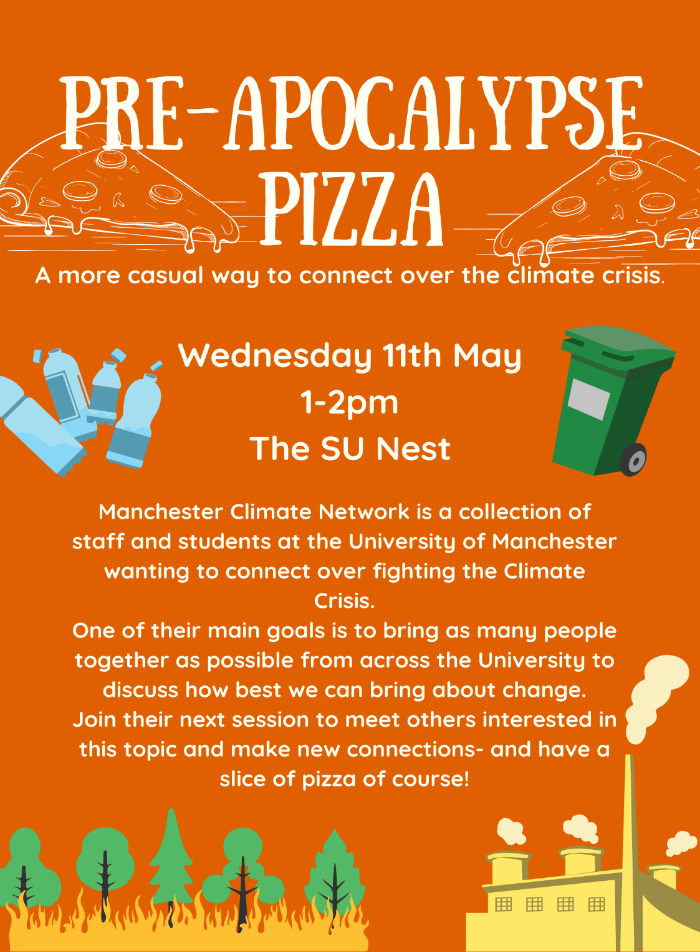 PRE-APOCALYPSE
PIZZA
A more casual way to connect over the climate crisis.
Wednesday 11th May
1-2pm
The SU Nest
Manchester Climate Network is a collection of
staff and students at the University of Manchester
wanting to connect over fighting the Climate
Crisis.
One of their main goals is to bring as many people
together as possible from across the University to
discuss how best we can bring about change.
Join their next session to meet others interested in
this topic and make new connections- and have a
slice of pizza of course!